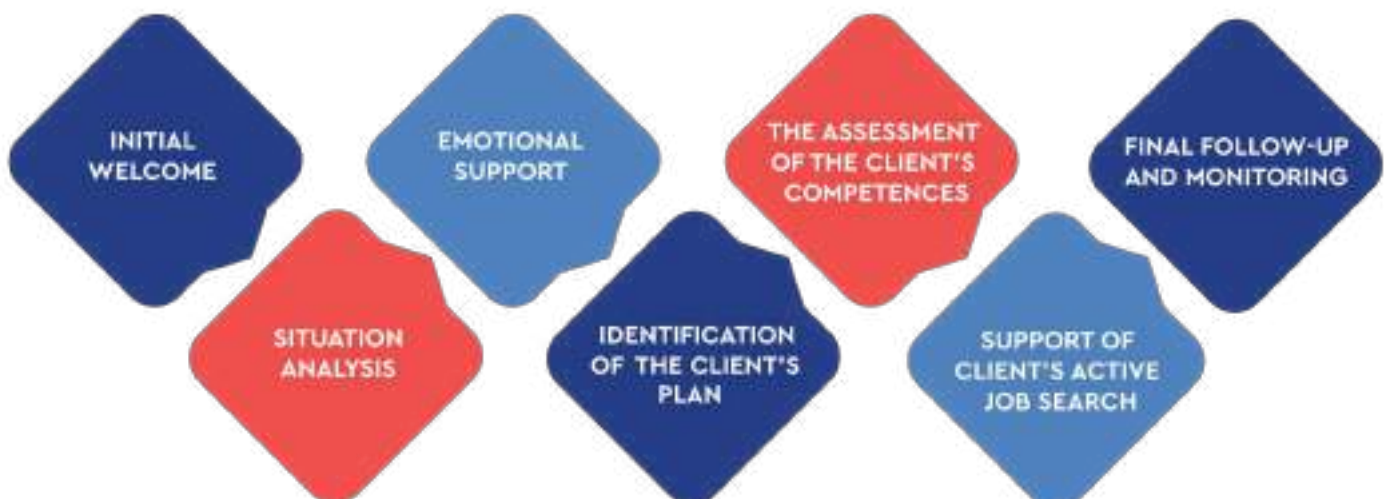 INITIAL
WELCOME
SITUATION
ANALYSIS
EMOTIONAL
SUPPORT
IDENTIFICATION
OF THE CLIENT'S
PLAN
THE ASSESSMENT
OF THE CLIENT'S
COMPETENCES
SUPPORT OF
CLIENT'S ACTIVE
JOB SEARCH
FINAL FOLLOW-UP
AND MONITORING